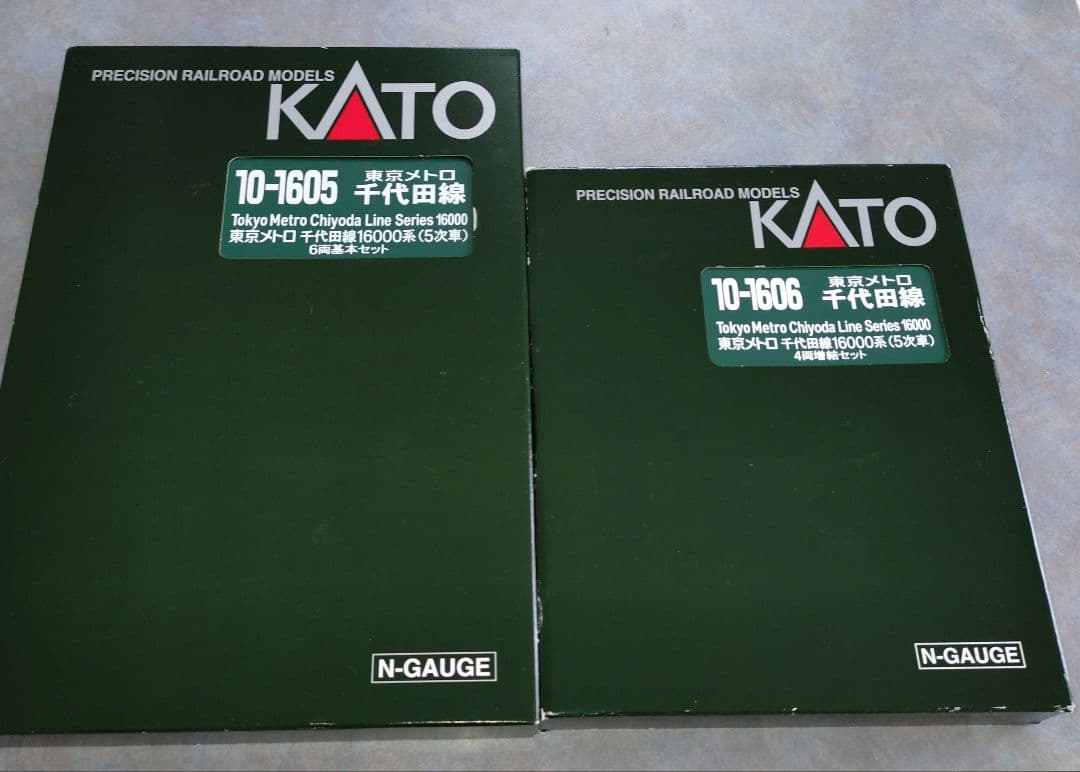 PRECISION RAILROAD MODELS
KATO
10-1605
東京メトロ
千代田線
Tokyo Metro Chiyoda Line Series 16000
東京メトロ 千代田線16000系(5次車)
6両基本セット
N-GAUGE
PRECISION RAILROAD MODELS
KATO
10-1606
東京メトロ
千代田線
Tokyo Metro Chiyoda Line Series 16000
東京メトロ 千代田線16000系(5次車)
4両増結セット
N-GAUGE